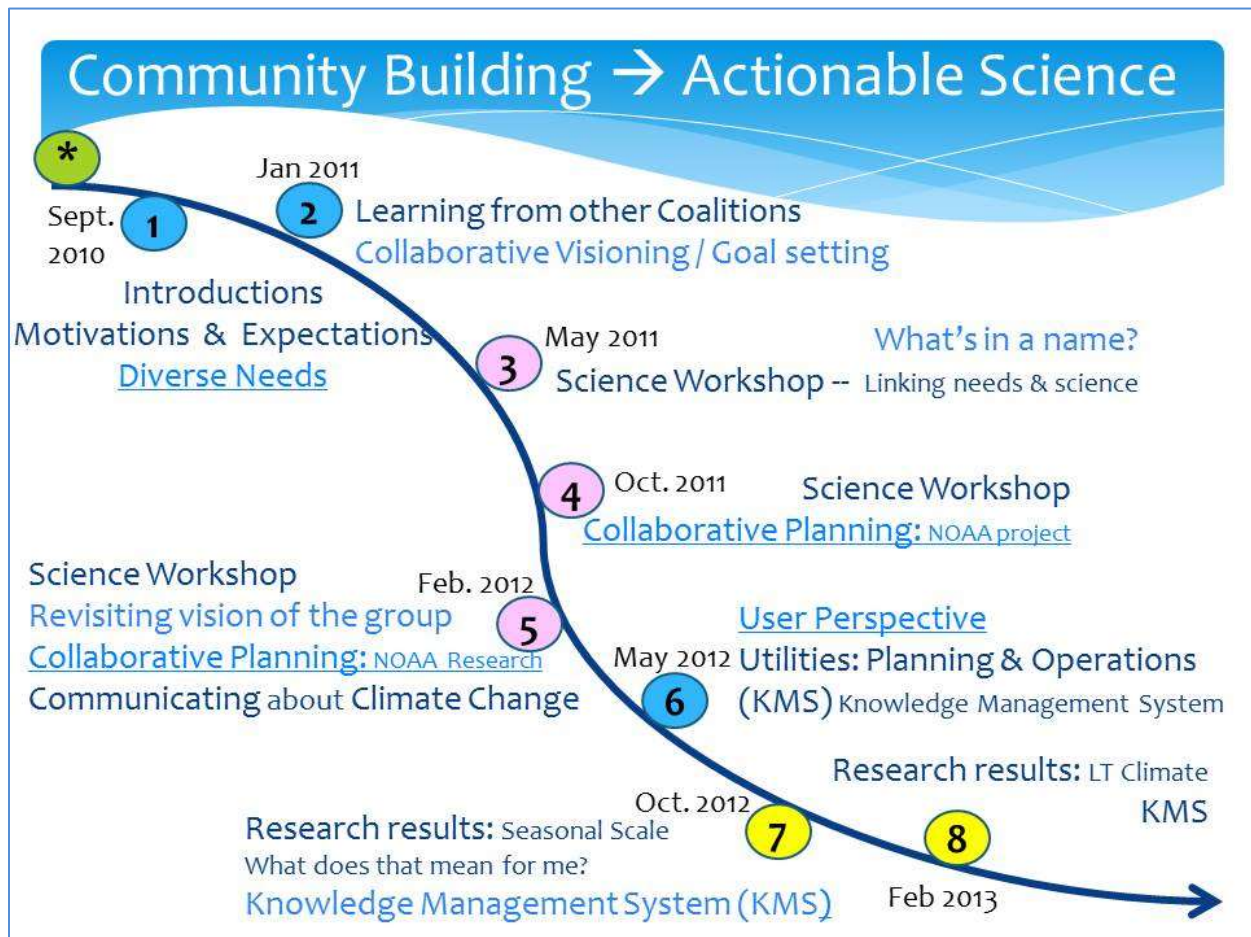 Community Building → Actionable Science
*
Sept.
2010
1
Introductions
Motivations & Expectations
Diverse Needs
Jan 2011
2
Learning from other Coalitions
Collaborative Visioning / Goal setting
3
May 2011
What's in a name?
Science Workshop -- Linking needs & science
4
Oct. 2011
Science Workshop
Collaborative Planning: NOAA project
Feb. 2012
5
Science Workshop
Revisiting vision of the group
Collaborative Planning: NOAA Research
Communicating about Climate Change
May 2012
6
User Perspective
Utilities: Planning & Operations
(KMS) Knowledge Management System
Oct. 2012
7
Research results: Seasonal Scale
What does that mean for me?
Knowledge Management System (KMS)
8
Feb 2013
Research results: LT Climate
KMS